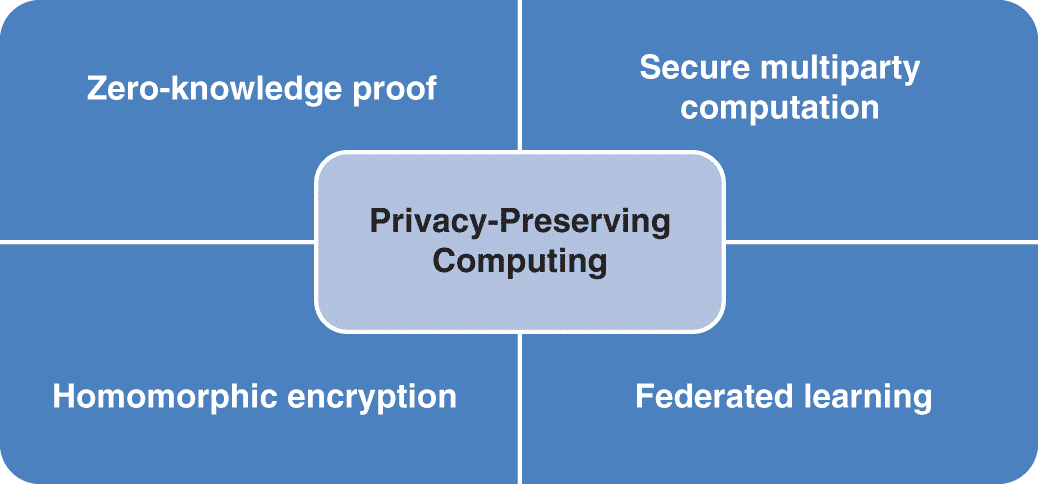 Zero-knowledge proof
Secure multiparty
computation
Privacy-Preserving
Computing
Homomorphic encryption
Federated learning